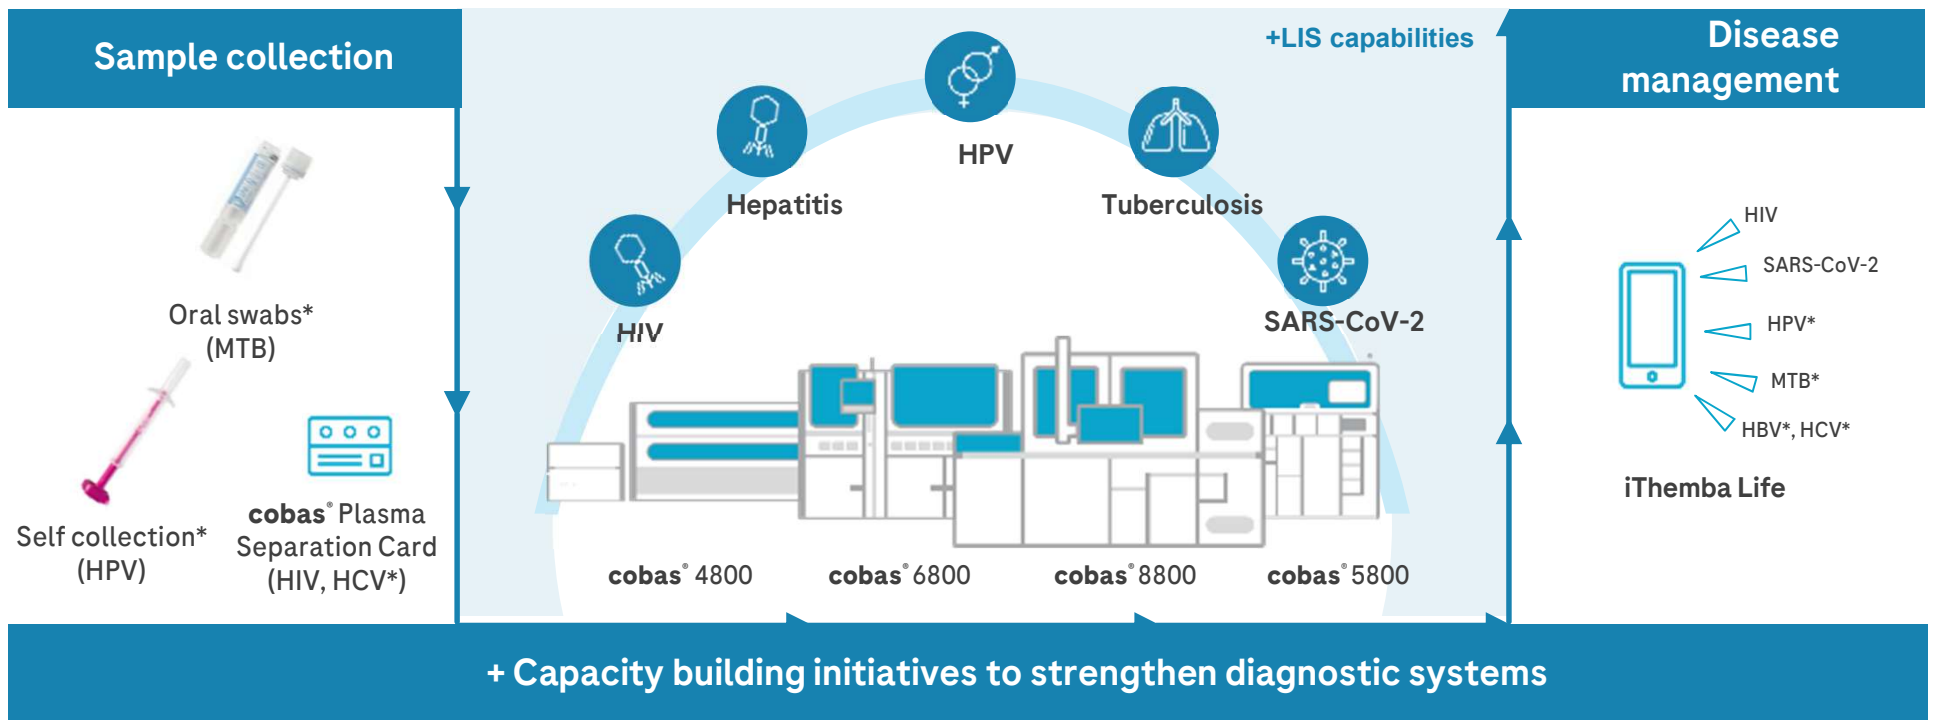 Sample collection
Oral swabs*
(MTB)
Self collection*
(HPV)
cobas® Plasma
Separation Card
(HIV, HCV*)
+LIS capabilities
HIV
Hepatitis
HPV
Tuberculosis
SARS-CoV-2
cobas® 4800
cobas® 6800
cobas® 8800
cobas® 5800
Disease
management
HIV
SARS-CoV-2
HPV*
MTB*
HBV*, HCV*
iThemba Life
+ Capacity building initiatives to strengthen diagnostic systems